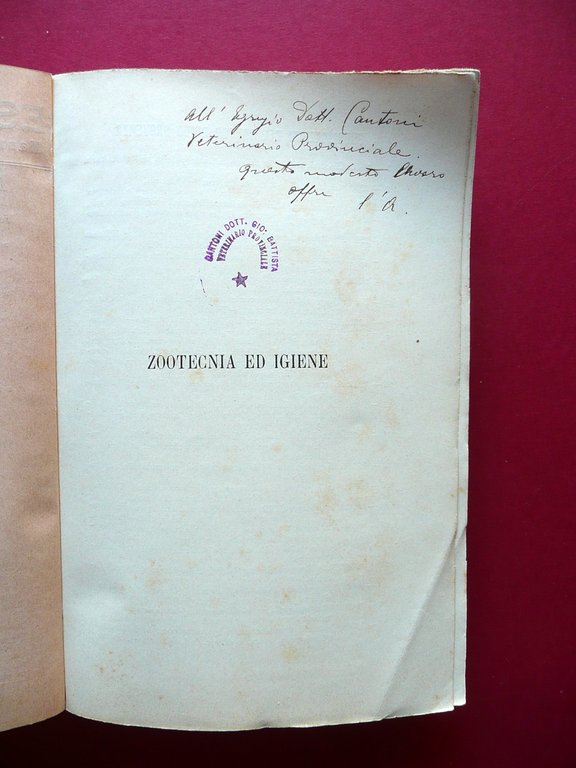 all' Egregio Dott. Cantoni
Veterinario Provinciale.
questo modesto lavoro
offre l'A.
CANTONI DOTT. GIO: BATTISTA
VETERINARIO PROVINCIALE
ZOOTECNIA ED IGIENE